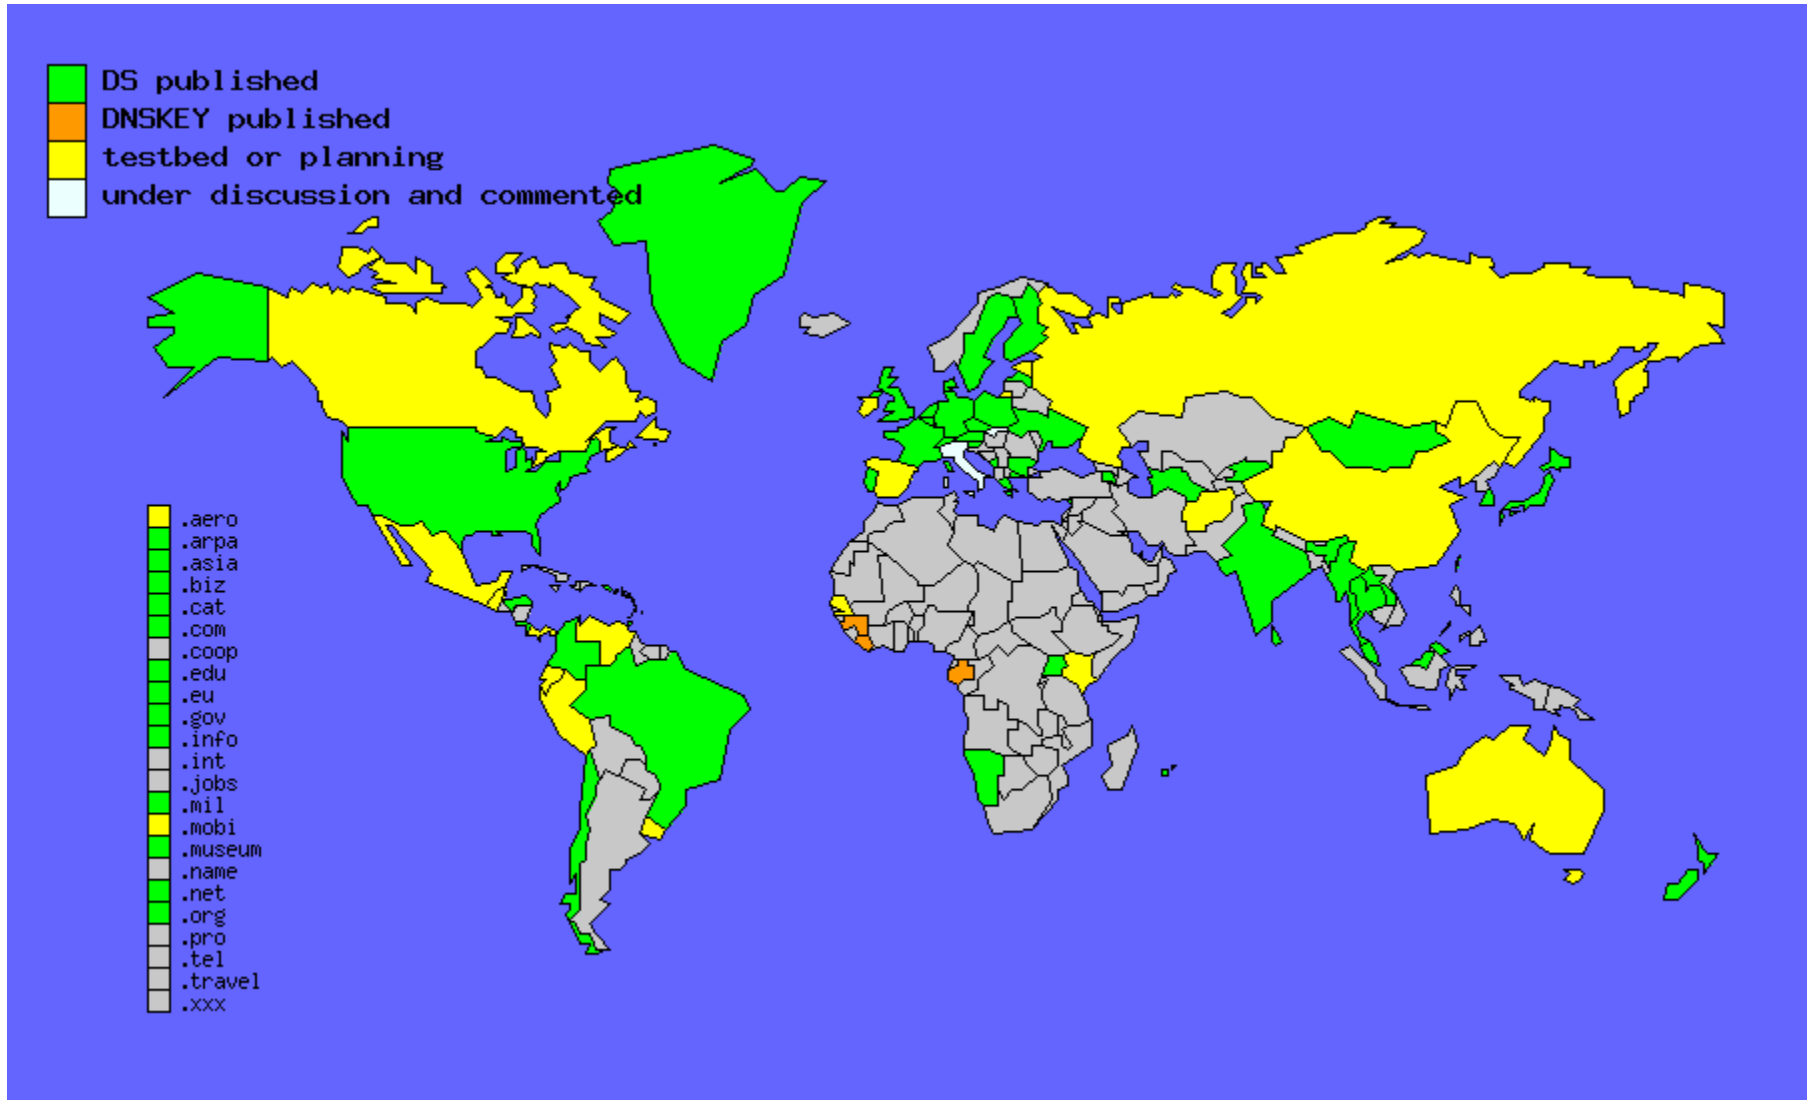 DS published
DNSKEY published
testbed or planning
under discussion and commented
.aero
.arpa
.asia
.biz
.cat
.com
.coop
.edu
.eu
.gov
.info
.int
.jobs
.mil
.mobi
.museum
.name
.net
.org
.pro
.tel
.travel
.xxx